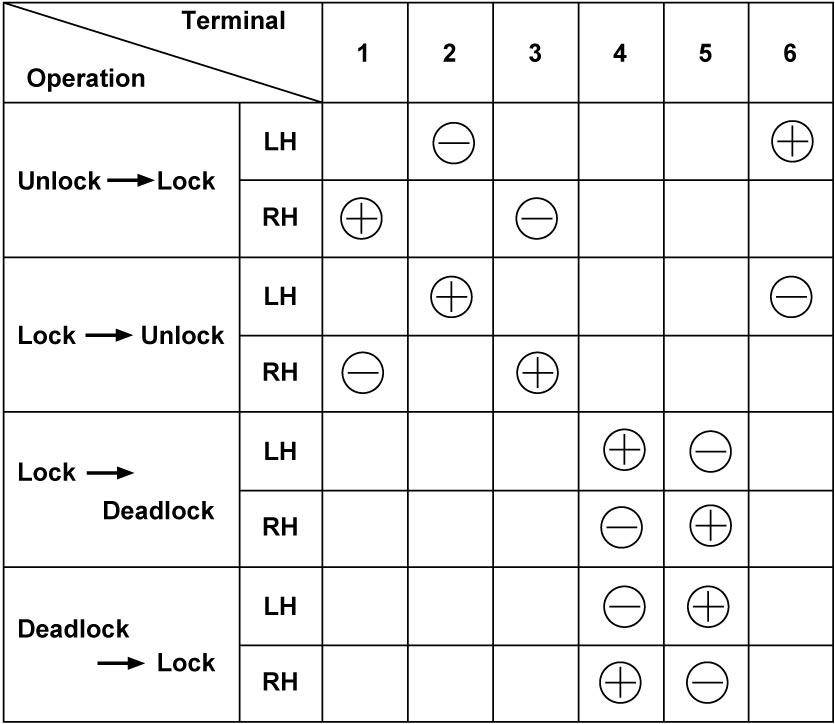 Terminal 1 2 3 4 5 6
Operation
Unlock → Lock
LH ⊖ ⊕
RH ⊕ ⊖
Lock → Unlock
LH ⊕ ⊖
RH ⊖ ⊕
Lock →
Deadlock
LH ⊕ ⊖
RH ⊖ ⊕
Deadlock
→ Lock
LH ⊖ ⊕
RH ⊕ ⊖